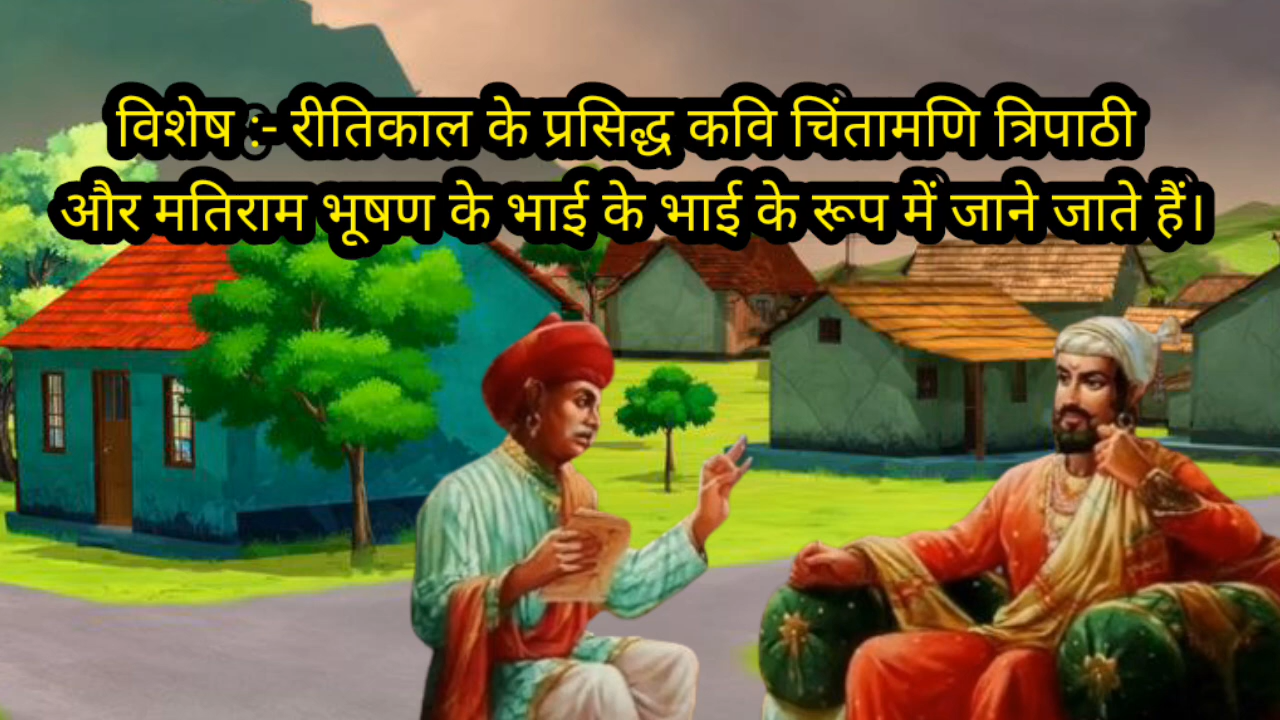 विशेष :- रीतिकाल के प्रसिद्ध कवि चिंतामणि त्रिपाठी
और मतिराम भूषण के भाई के भाई के रूप में जाने जाते हैं।